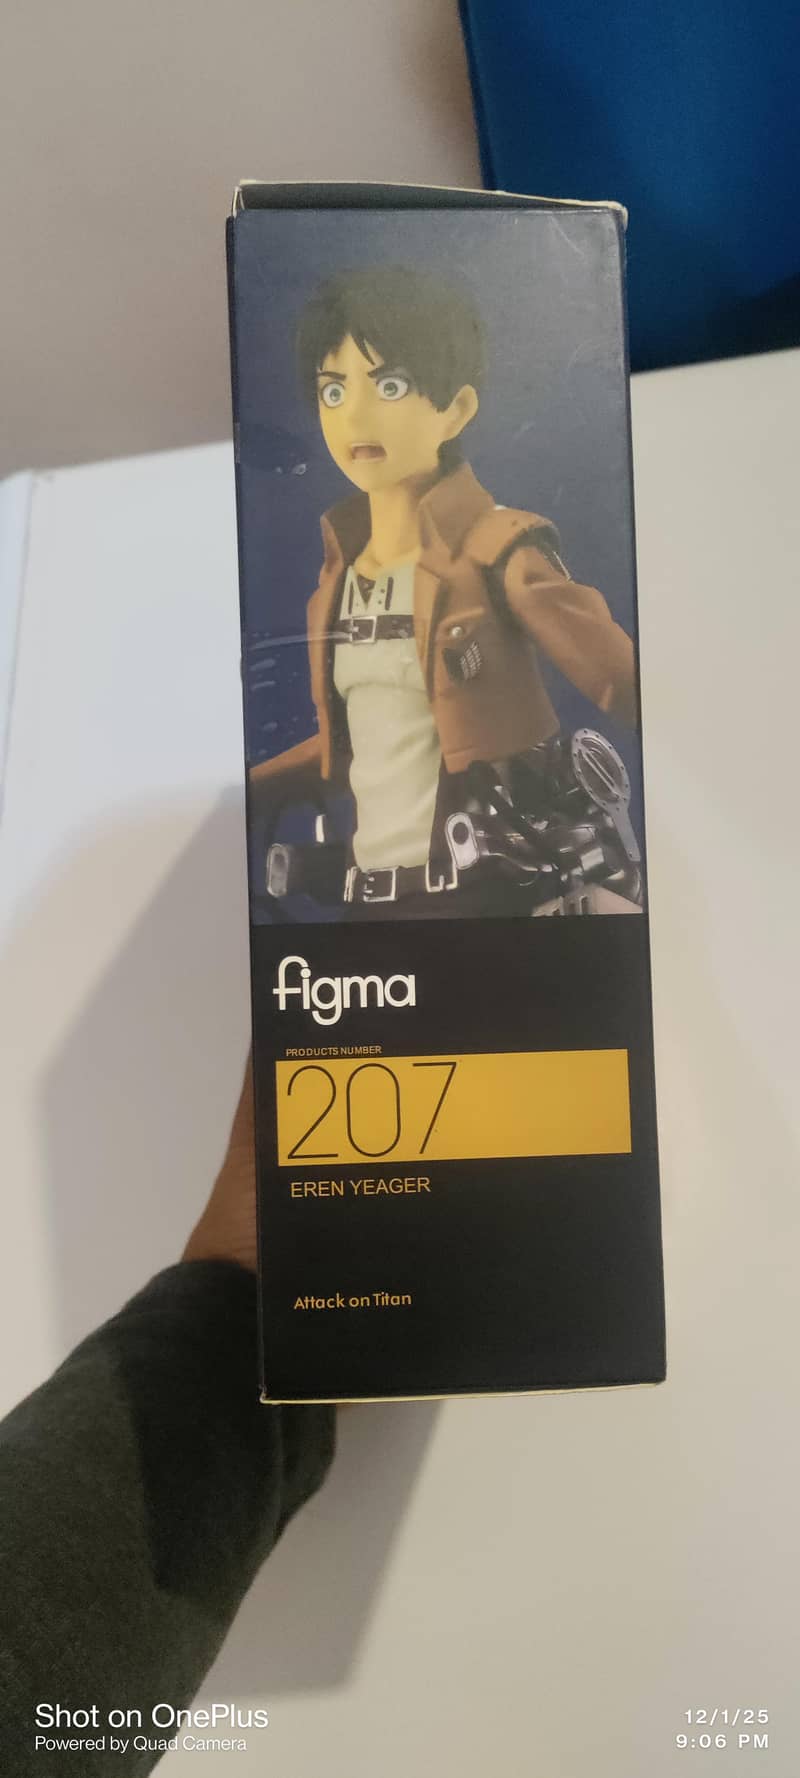 figma
PRODUCTS NUMBER
207
EREN YEAGER
Attack on Titan
Shot on OnePlus
Powered by Quad Camera
12/1/25
9:06 PM